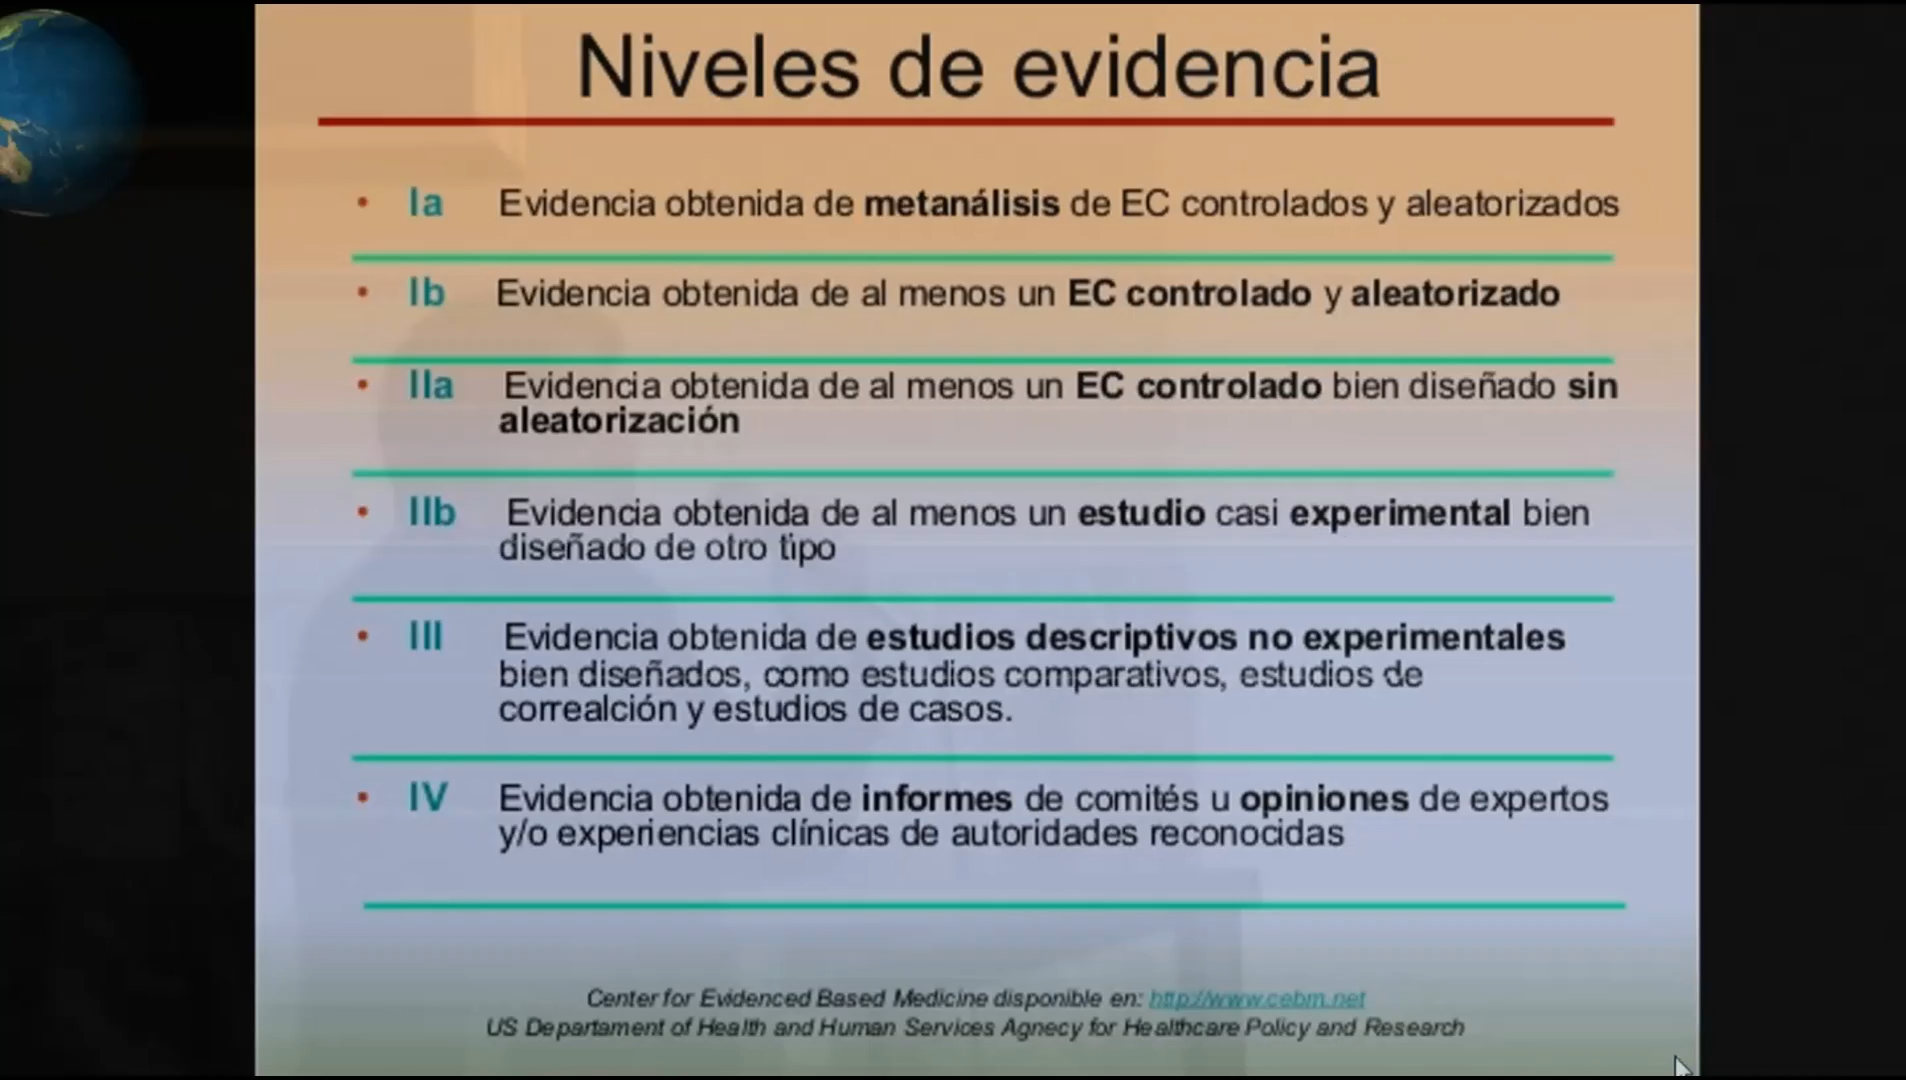 Niveles de evidencia
• Ia Evidencia obtenida de metanálisis de EC controlados y aleatorizados
• Ib Evidencia obtenida de al menos un EC controlado y aleatorizado
• IIa Evidencia obtenida de al menos un EC controlado bien diseñado sin
aleatorización
• IIb Evidencia obtenida de al menos un estudio casi experimental bien
diseñado de otro tipo
• III Evidencia obtenida de estudios descriptivos no experimentales
bien diseñados, como estudios comparativos, estudios de
correalción y estudios de casos.
• IV Evidencia obtenida de informes de comités u opiniones de expertos
y/o experiencias clínicas de autoridades reconocidas
Center for Evidenced Based Medicine disponible en: http://www.cebm.net
US Departament of Health and Human Services Agnecy for Healthcare Policy and Research